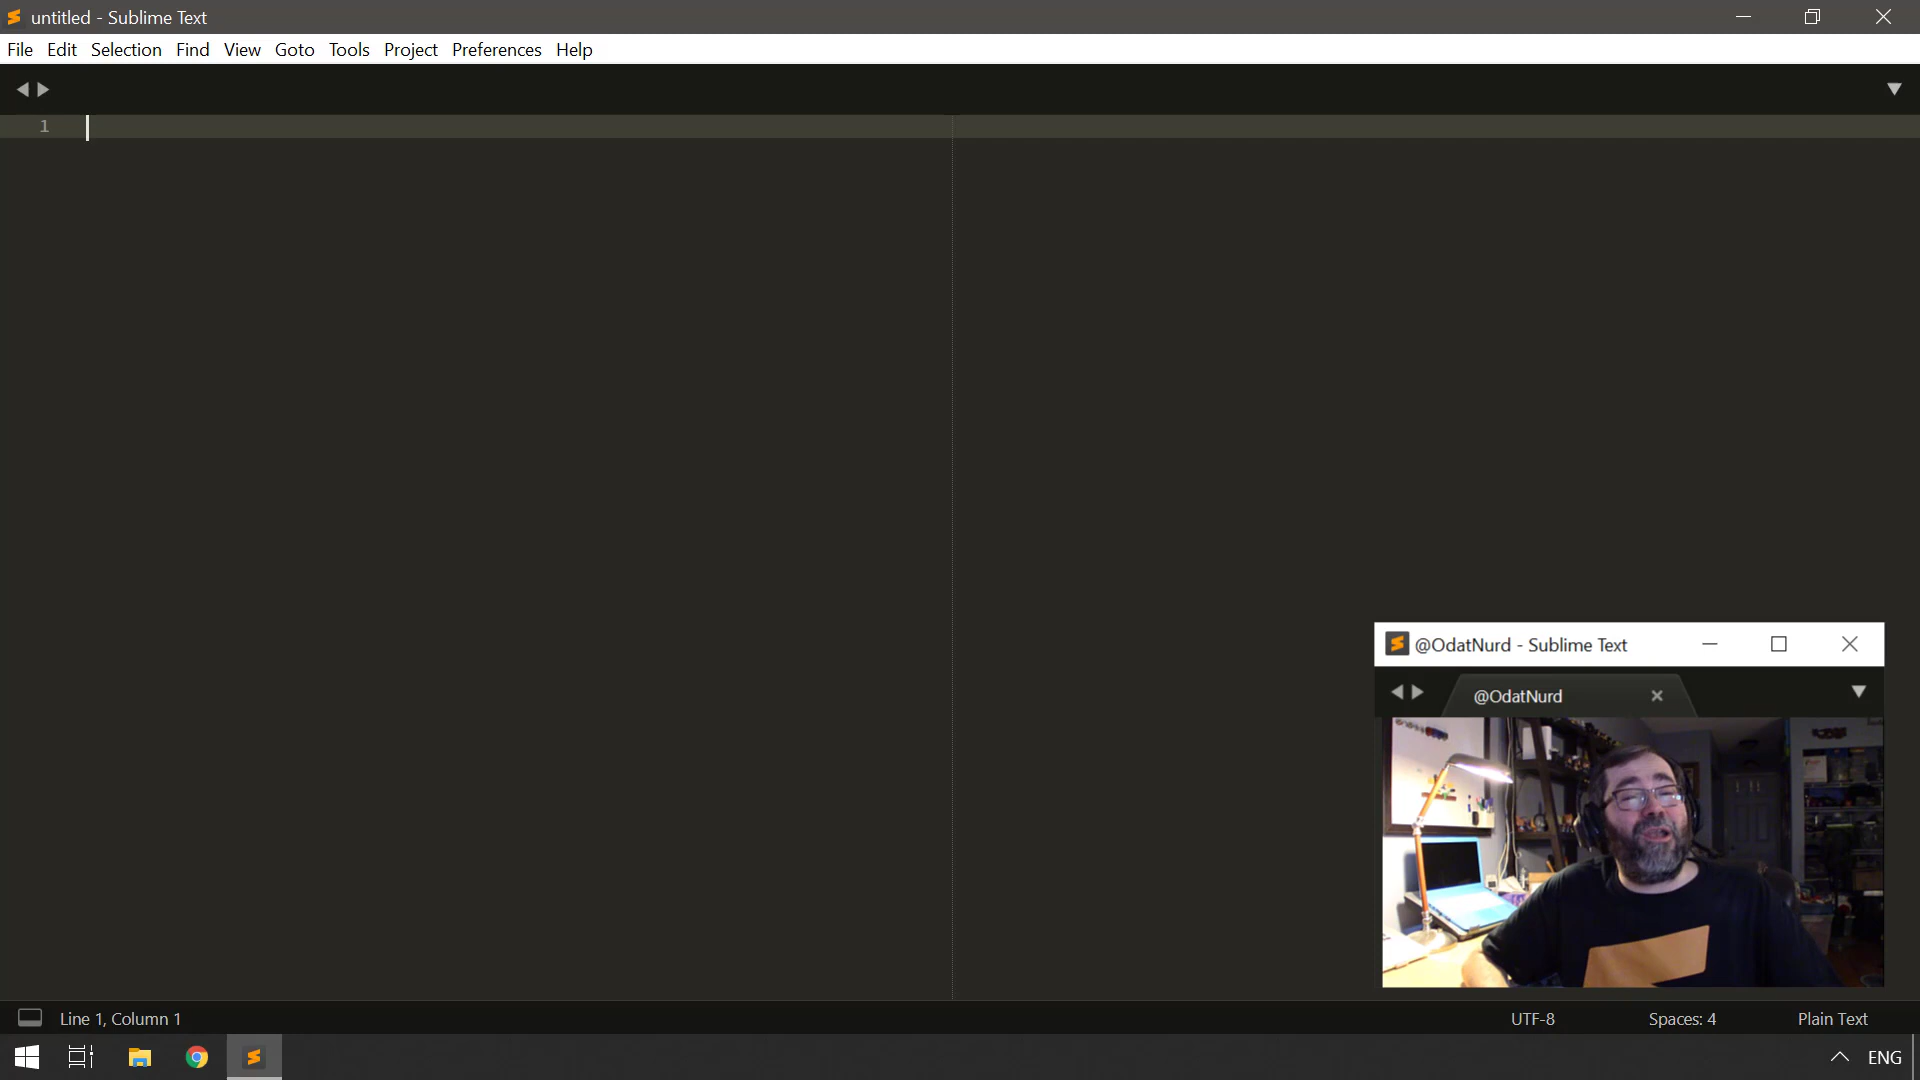 untitled - Sublime Text
File Edit Selection Find View Goto Tools Project Preferences Help
1
@OdatNurd - Sublime Text
@OdatNurd
Line 1, Column 1
UTF-8
Spaces: 4
Plain Text
ENG